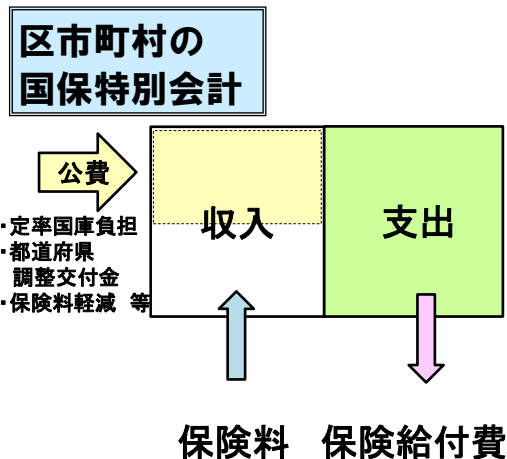 区市町村の
国保特別会計
公費
・定率国庫負担
・都道府県
調整交付金
・保険料軽減 等
収入
支出
保険料
保険給付費